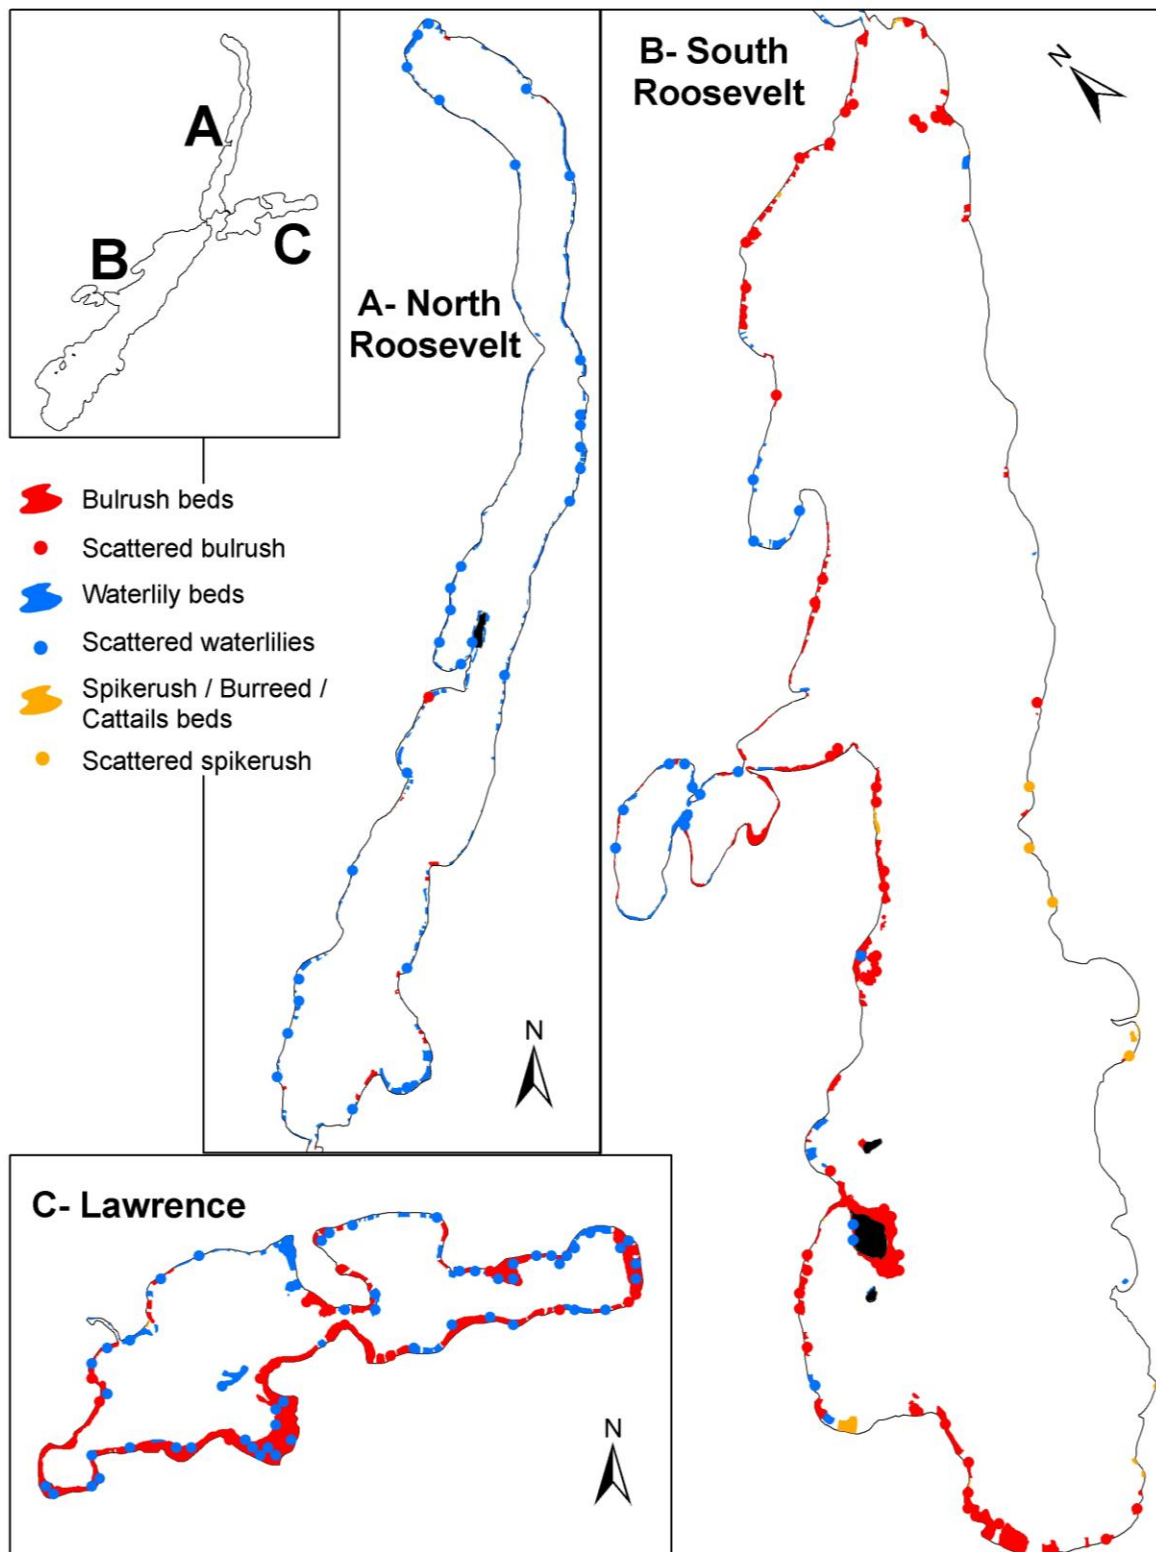 A
B
C
A- North
Roosevelt
B- South
Roosevelt
N
Bulrush beds
Scattered bulrush
Waterlily beds
Scattered waterlilies
Spikerush / Burreed /
Cattails beds
Scattered spikerush
N
C- Lawrence
N